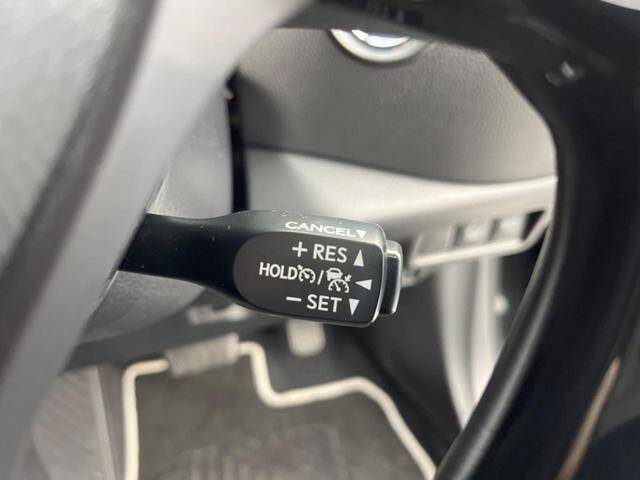 CANCEL▼
+ RES ▲
HOLD / ◄
− SET ▼